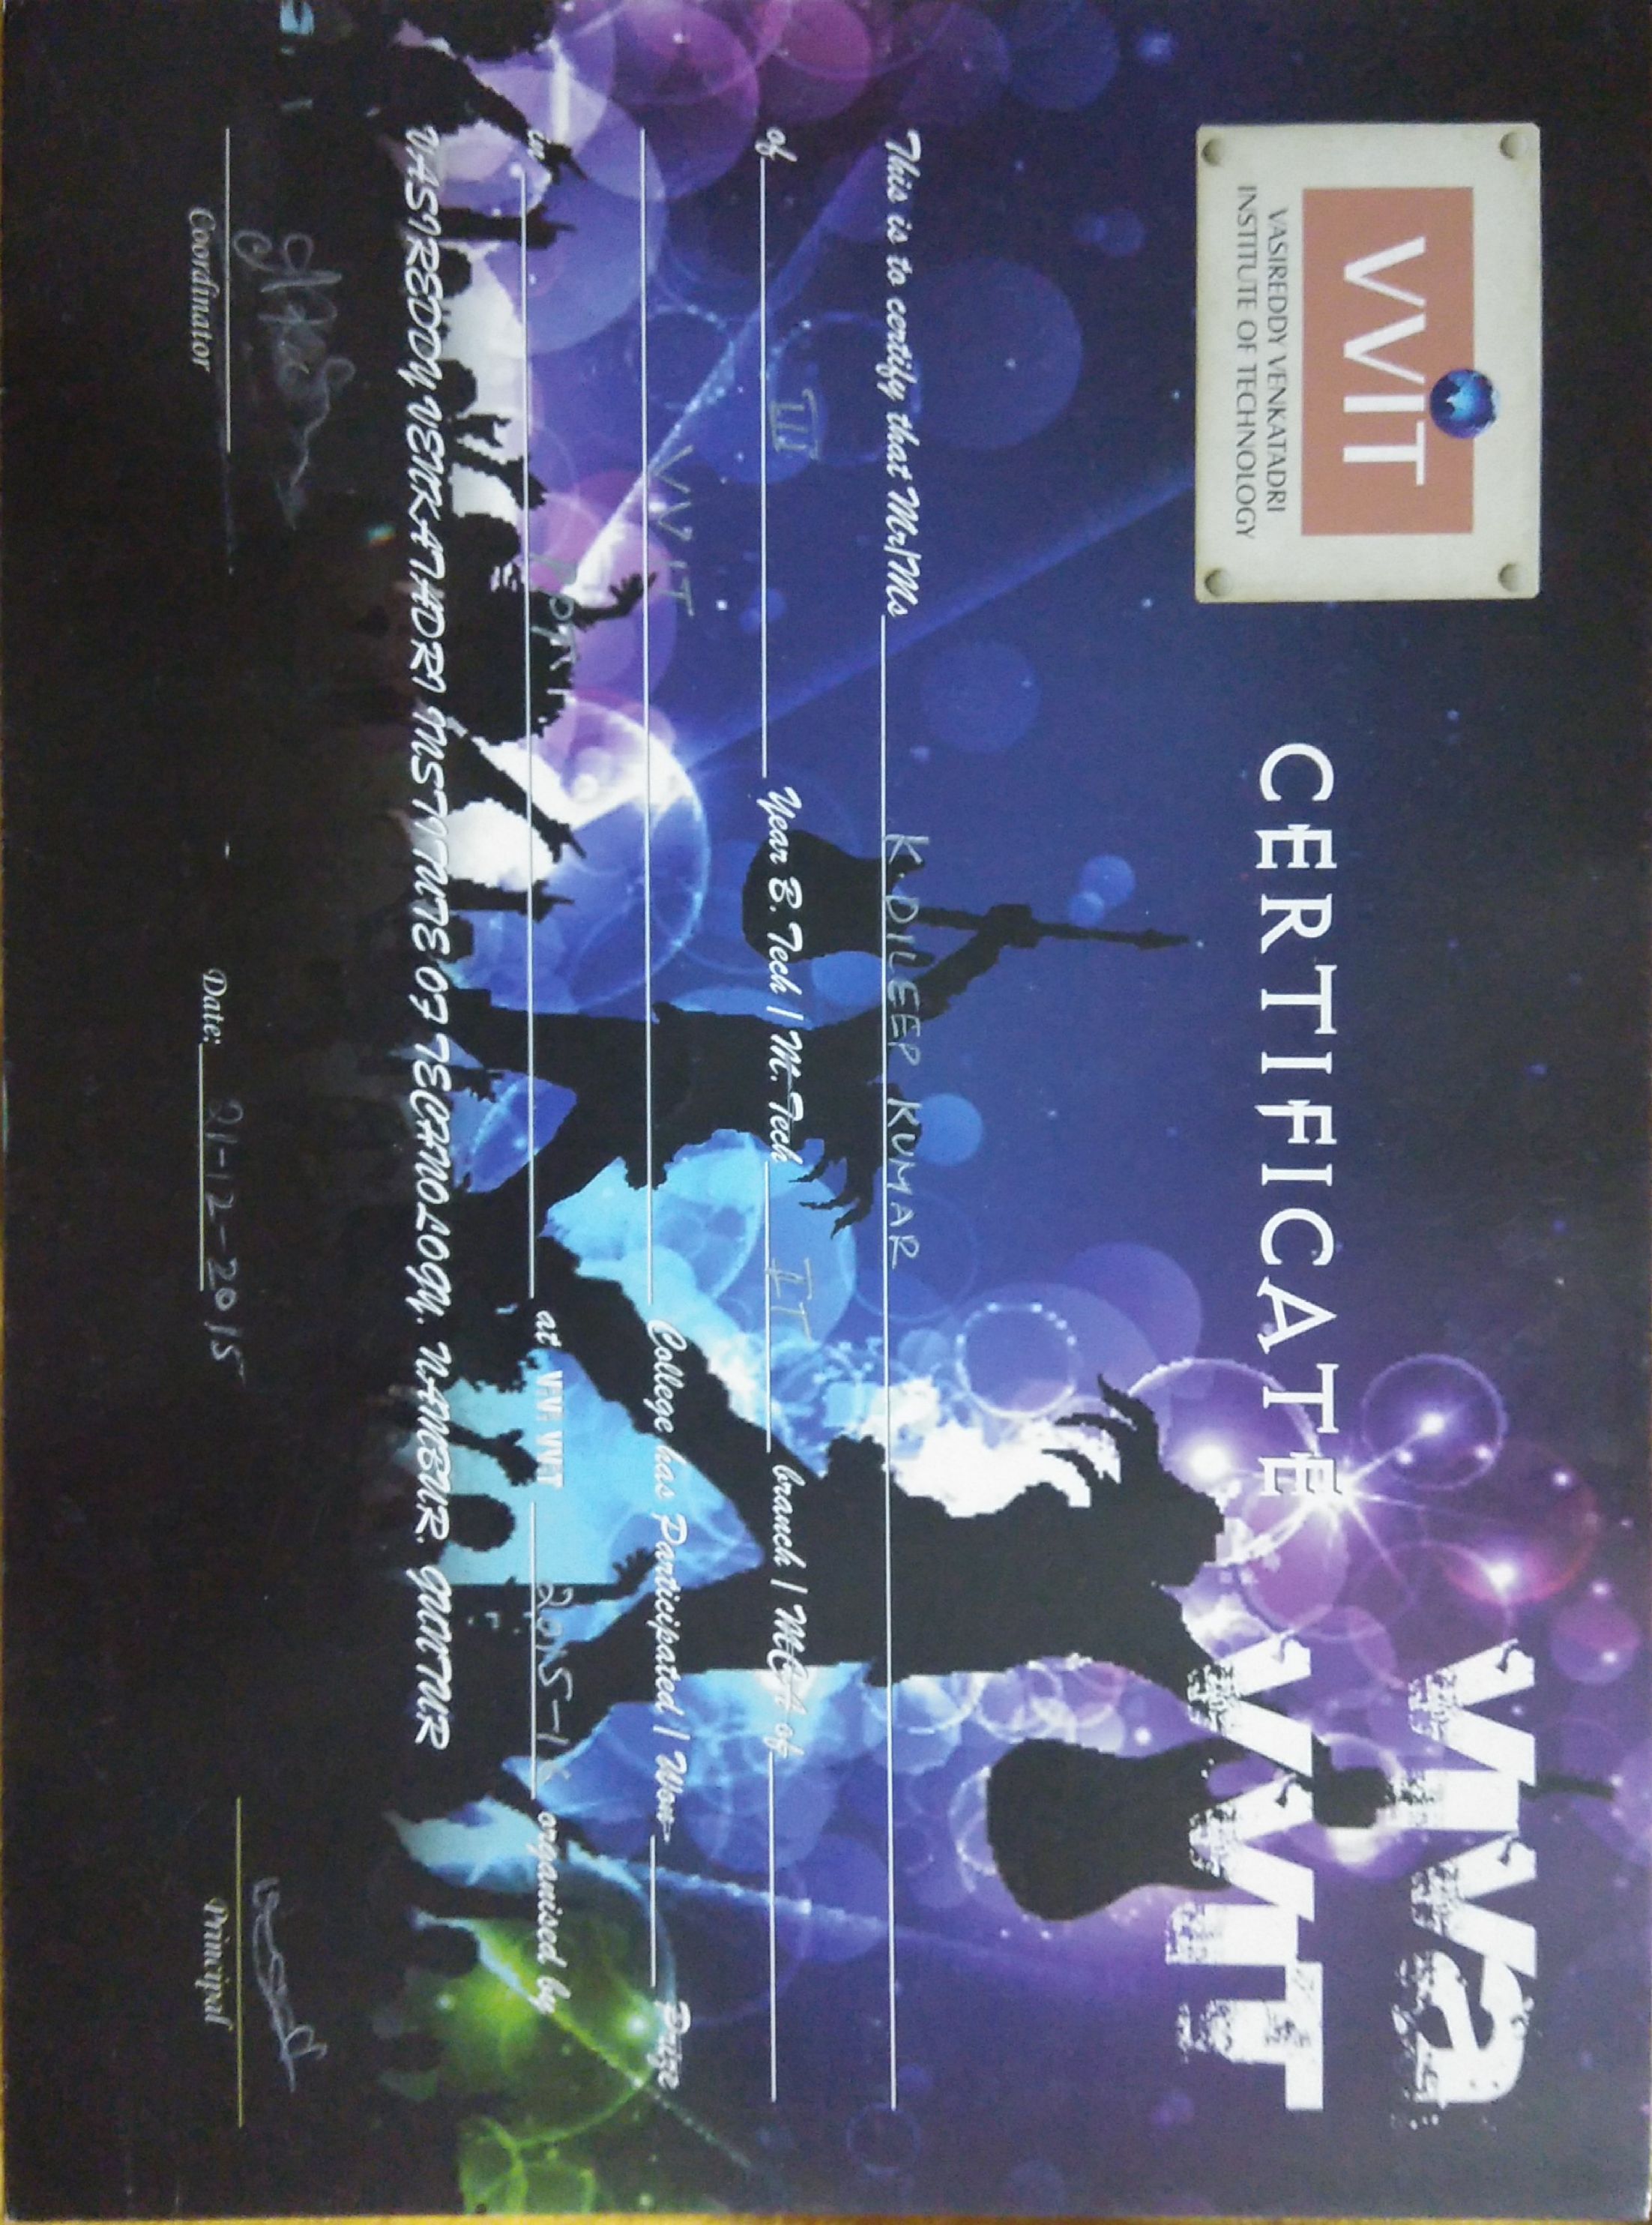 VVIT
VASIREDDY VENKATADRI
INSTITUTE OF TECHNOLOGY
viva
VViT
CERTIFICATE
This is to certify that Mr/Ms K. DILEEP KUMAR
of III Year B. Tech | M. Tech IT branch | MCA of
VVIT College has Participated | Won Prize
in at V.V. VVIT 2015-16 organised by
VASIREDDY VENKATADRI INSTITUTE OF TECHNOLOGY. NAMBUR. GUNTUR
Coordinator
Date: 21-12-2015
Principal